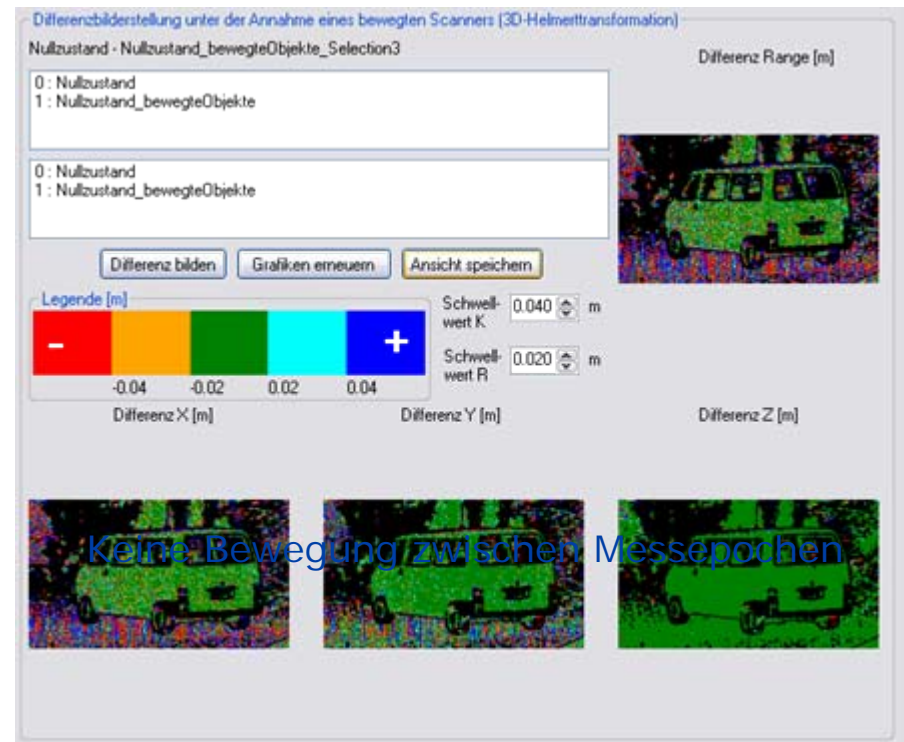 Differenzbilderstellung unter der Annahme eines bewegten Scanners (3D-Helmerttransformation)
Nullzustand - Nullzustand_bewegteObjekte_Selection3
Differenz Range [m]
0 : Nullzustand
1 : Nullzustand_bewegteObjekte
0 : Nullzustand
1 : Nullzustand_bewegteObjekte
Differenz bilden Grafiken erneuern Ansicht speichern
Legende [m]
- +
-0.04 -0.02 0.02 0.04
Schwell-
wert K 0.040 m
Schwell-
wert R 0.020 m
Differenz X [m] Differenz Y [m] Differenz Z [m]
Keine Bewegung zwischen Messepochen